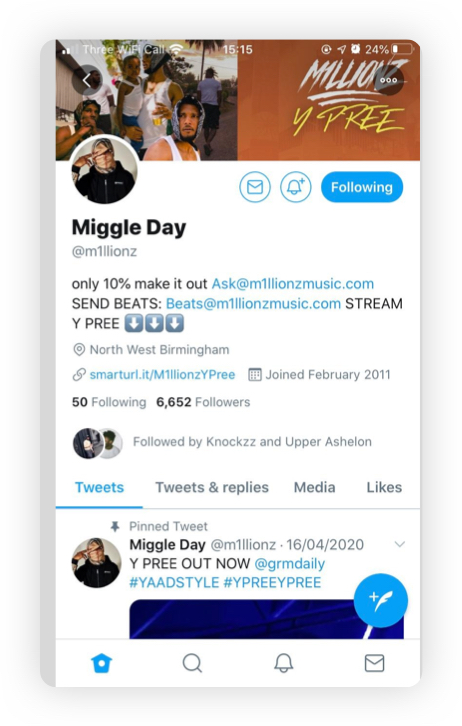 Three WiFi Call
15:15
24%
MILLIONZ
Y PREE
Following
Miggle Day
@m1llionz
only 10% make it out Ask@m1llionzmusic.com
SEND BEATS: Beats@m1llionzmusic.com STREAM
Y PREE ⬇️⬇️⬇️
North West Birmingham
smarturl.it/M1llionzYPree Joined February 2011
50 Following 6,652 Followers
Followed by Knockzz and Upper Ashelon
Tweets Tweets & replies Media Likes
Pinned Tweet
Miggle Day @m1llionz · 16/04/2020
Y PREE OUT NOW @grmdaily
#YAADSTYLE #YPREEYPREE